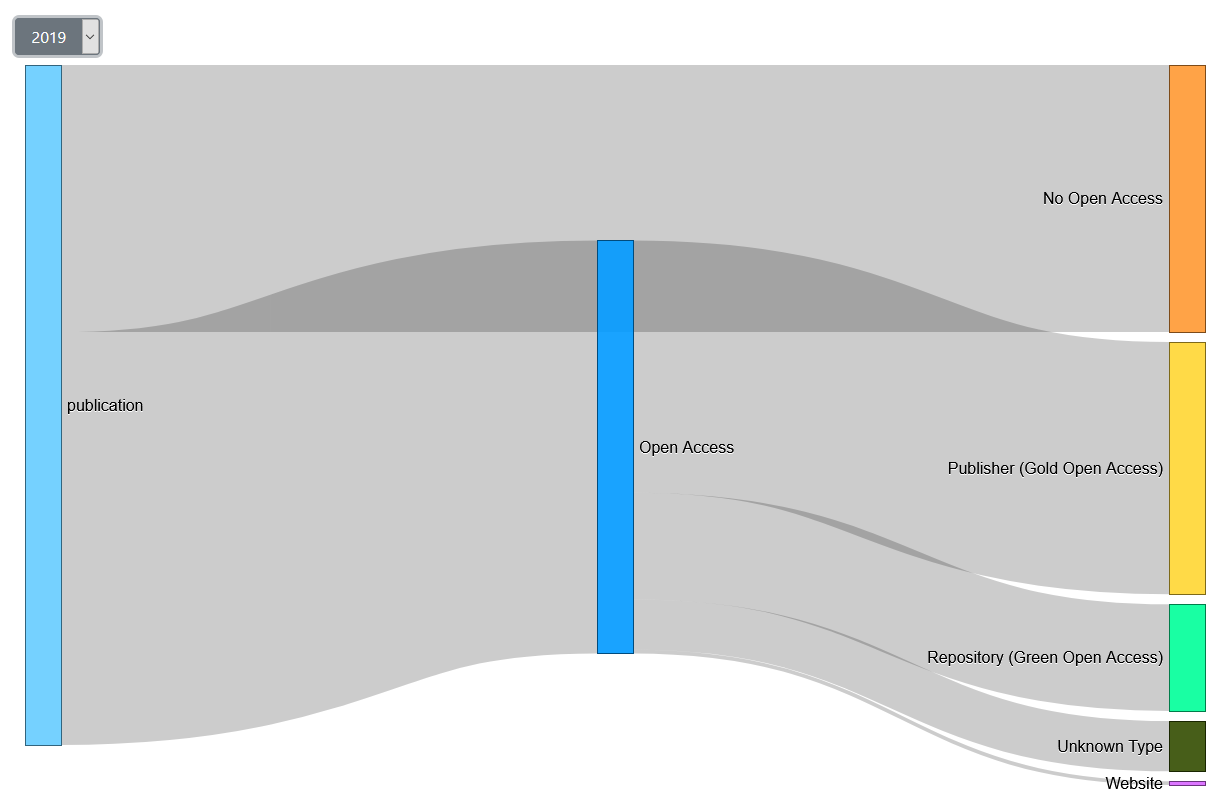 2019
No Open Access
publication
Open Access
Publisher (Gold Open Access)
Repository (Green Open Access)
Unknown Type
Website